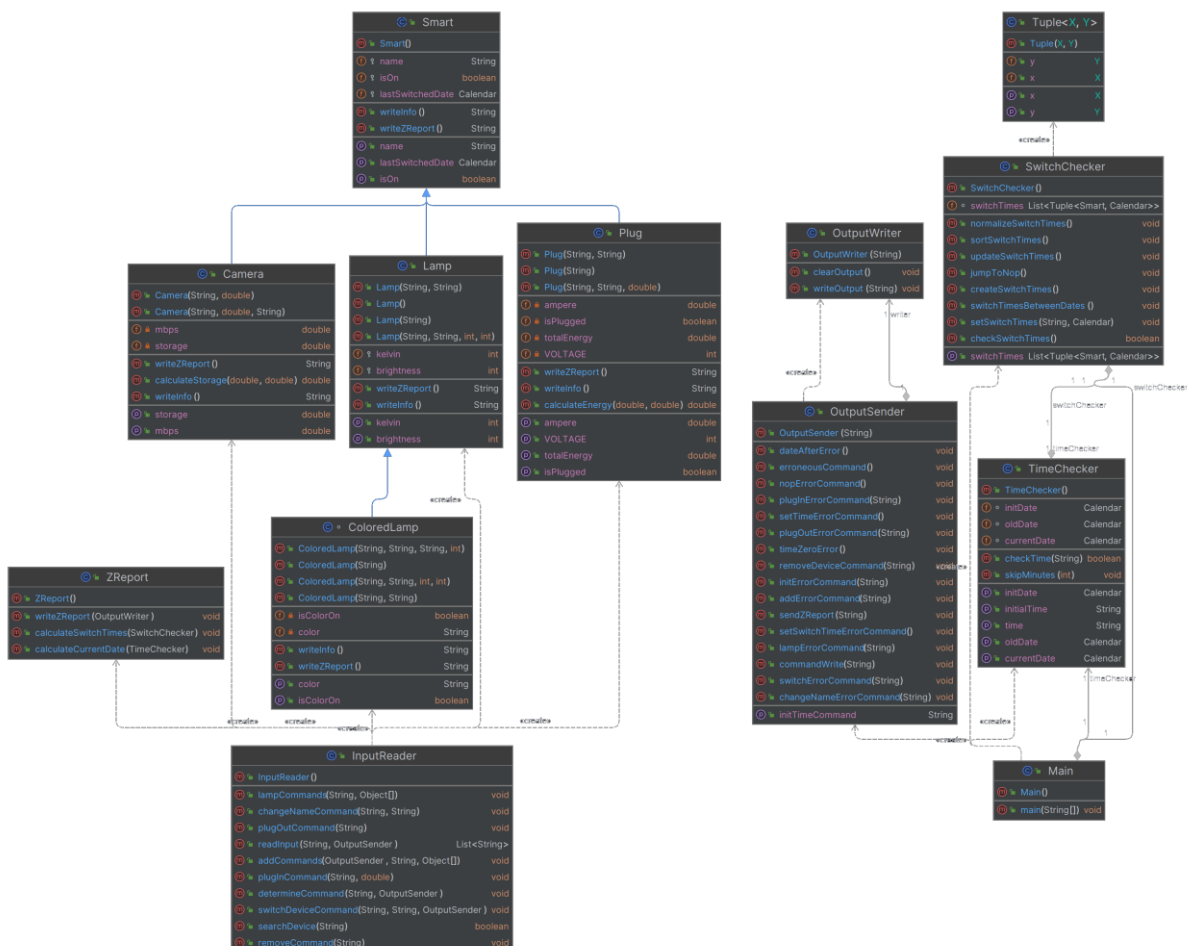 Smart
Smart()
name String
isOn boolean
lastSwitchedDate Calendar
writeInfo() String
writeZReport() String
name String
lastSwitchedDate Calendar
isOn boolean
Tuple<X, Y>
Tuple(X, Y)
y Y
x X
x X
y Y
«create»
SwitchChecker
SwitchChecker()
switchTimes List<Tuple<Smart, Calendar>>
normalizeSwitchTimes() void
sortSwitchTimes() void
updateSwitchTimes() void
jumpToNop() void
createSwitchTimes() void
switchTimesBetweenDates() void
setSwitchTimes(String, Calendar) void
checkSwitchTimes() boolean
switchTimes List<Tuple<Smart, Calendar>>
Plug
Plug(String, String)
Plug(String)
Plug(String, String, double)
ampere double
isPlugged boolean
totalEnergy double
VOLTAGE int
writeZReport() String
writeInfo() String
calculateEnergy(double, double) double
ampere double
VOLTAGE int
totalEnergy double
isPlugged boolean
OutputWriter
OutputWriter(String)
clearOutput() void
writeOutput(String) void
1 writer
«create»
1
Lamp
Lamp(String, String)
Lamp()
Lamp(String)
Lamp(String, String, int, int)
kelvin int
brightness int
writeZReport() String
writeInfo() String
kelvin int
brightness int
Camera
Camera(String, double)
Camera(String, double, String)
mbps double
storage double
writeZReport() String
calculateStorage(double, double) double
writeInfo() String
storage double
mbps double
1 1 1
switchChecker
switchChecker
OutputSender
OutputSender(String)
dateAfterError() void
erroneousCommand() void
nopErrorCommand() void
plugInErrorCommand(String) void
setTimeErrorCommand() void
plugOutErrorCommand(String) void
timeZeroError() void
removeDeviceCommand(String) void
initErrorCommand(String) void
addErrorCommand(String) void
sendZReport(String) void
setSwitchTimeErrorCommand() void
lampErrorCommand(String) void
commandWrite(String) void
switchErrorCommand(String) void
changeNameErrorCommand(String) void
initTimeCommand String
1 1 timeChecker
TimeChecker
TimeChecker()
initDate Calendar
oldDate Calendar
currentDate Calendar
checkTime(String) boolean
skipMinutes(int) void
initDate Calendar
initialTime String
time String
oldDate Calendar
currentDate Calendar
«create»
«create»
ColoredLamp
ColoredLamp(String, String, String, int)
ColoredLamp(String)
ColoredLamp(String, String, int, int)
ColoredLamp(String, String)
isColorOn boolean
color String
writeInfo() String
writeZReport() String
color String
isColorOn boolean
ZReport
ZReport()
writeZReport(OutputWriter) void
calculateSwitchTimes(SwitchChecker) void
calculateCurrentDate(TimeChecker) void
1 timeChecker
«create» «create» «create» «create»
1 1
«create» «create»
Main
Main()
main(String[]) void
InputReader
InputReader()
lampCommands(String, Object[]) void
changeNameCommand(String, String) void
plugOutCommand(String) void
readInput(String, OutputSender) List<String>
addCommands(OutputSender, String, Object[]) void
plugInCommand(String, double) void
determineCommand(String, OutputSender) void
switchDeviceCommand(String, String, OutputSender) void
searchDevice(String) boolean
removeCommand(String) void